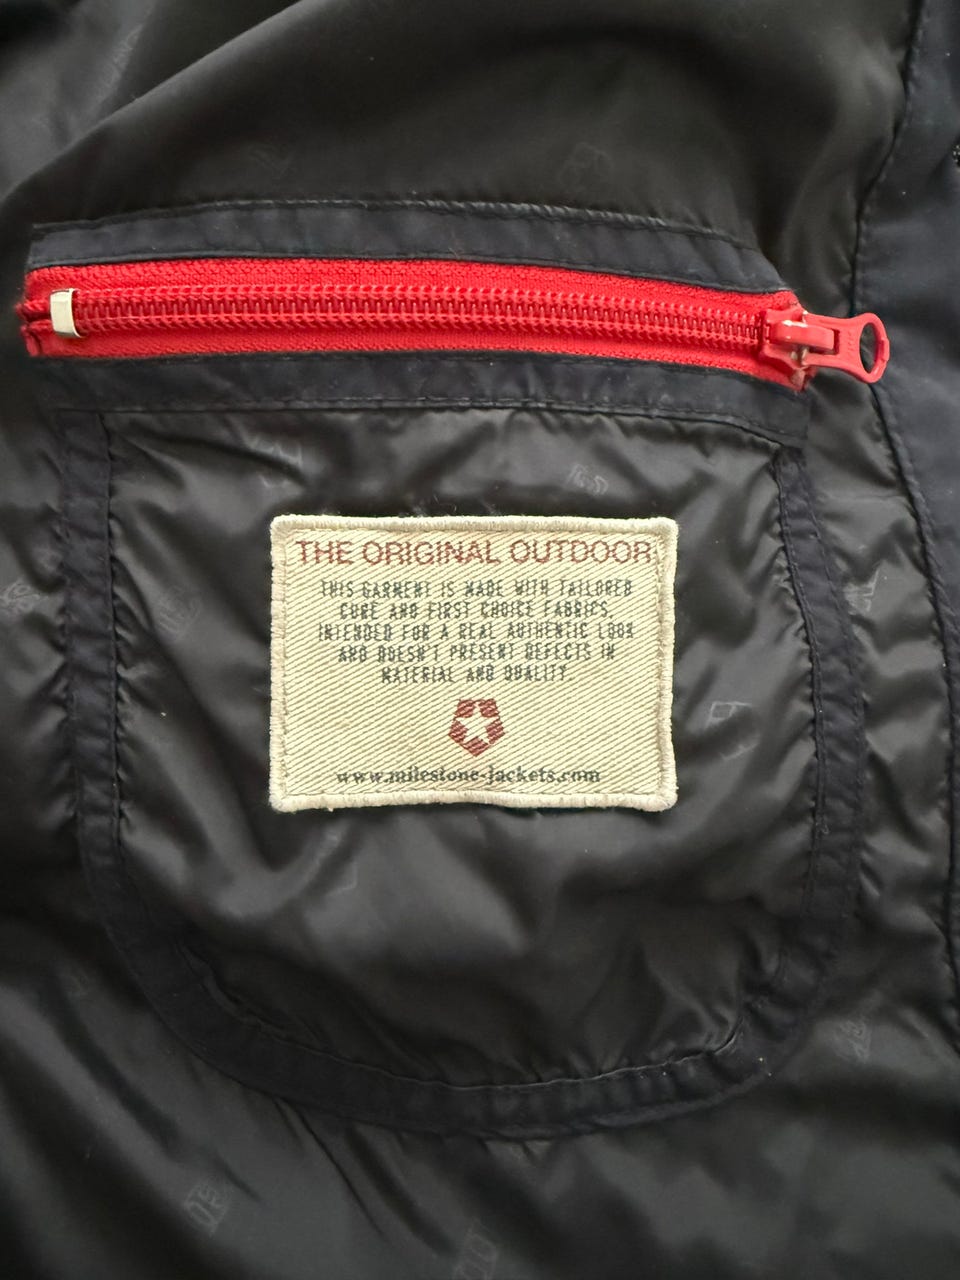 THE ORIGINAL OUTDOOR
THIS GARMENT IS MADE WITH TAILORED
CURE AND FIRST CHOICE FABRICS,
INTENDED FOR A REAL AUTHENTIC LOOK
AND DOESN'T PRESENT DEFECTS IN
MATERIAL AND QUALITY.
www.milestone-jackets.com